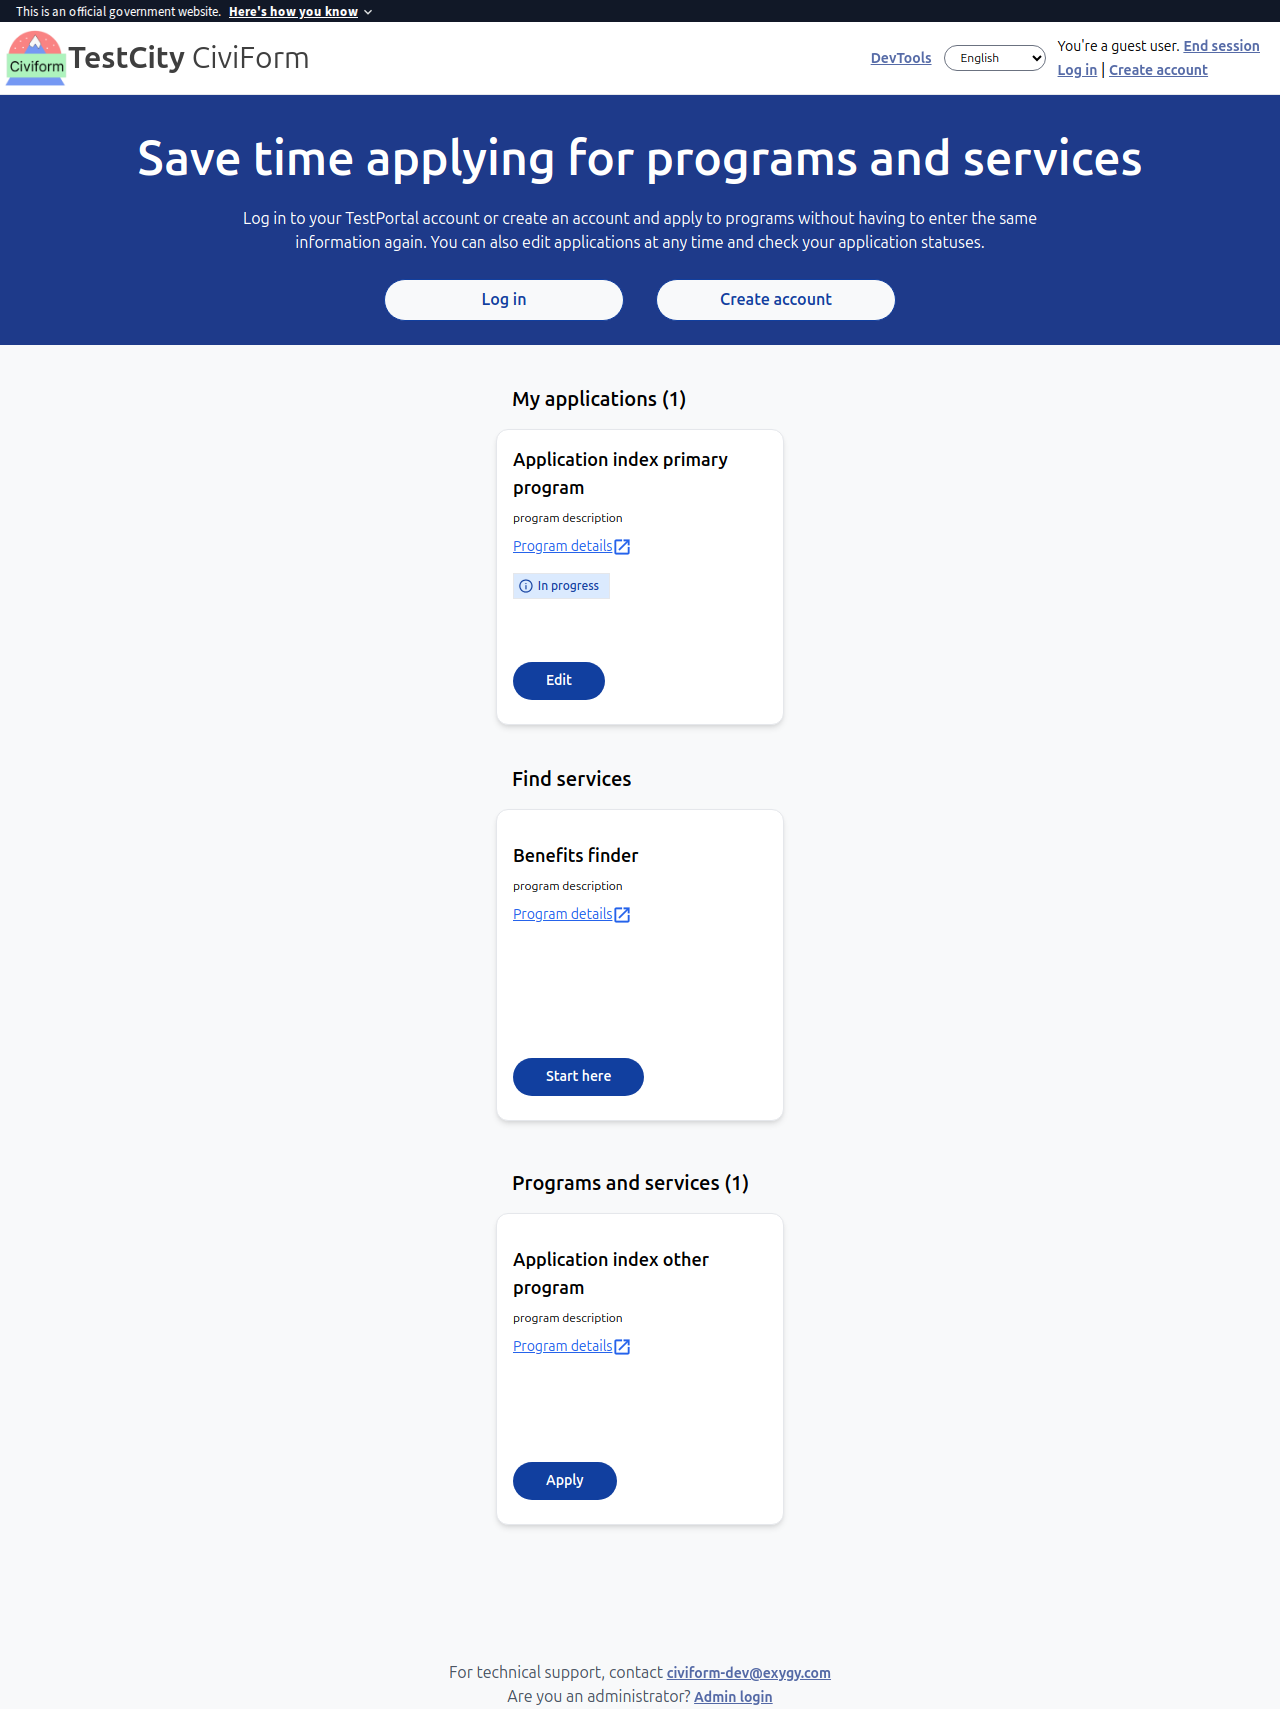 This is an official government website. Here's how you know
Civiform
TestCity CiviForm
DevTools
English
You're a guest user. End session
Log in | Create account
Save time applying for programs and services
Log in to your TestPortal account or create an account and apply to programs without having to enter the same
information again. You can also edit applications at any time and check your application statuses.
Log in
Create account
My applications (1)
Application index primary
program
program description
Program details
In progress
Edit
Find services
Benefits finder
program description
Program details
Start here
Programs and services (1)
Application index other
program
program description
Program details
Apply
For technical support, contact civiform-dev@exygy.com
Are you an administrator? Admin login